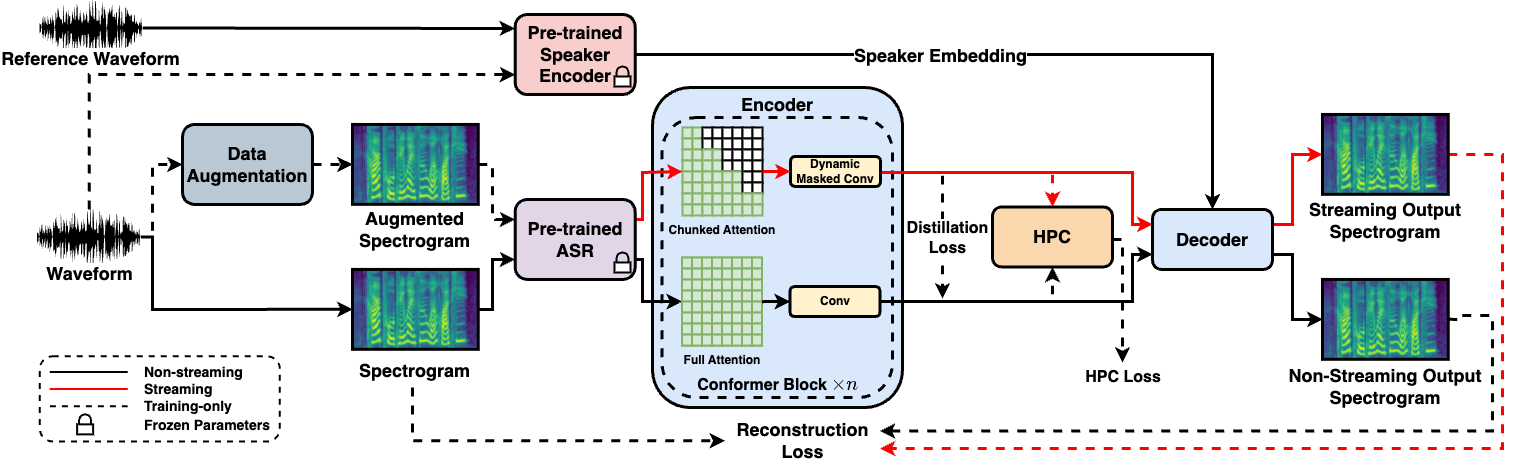 Reference Waveform
Pre-trained
Speaker
Encoder
Speaker Embedding
Data
Augmentation
Augmented
Spectrogram
Waveform
Spectrogram
Pre-trained
ASR
Encoder
Chunked Attention
Dynamic
Masked Conv
Full Attention
Conv
Conformer Block ×n
Distillation
Loss
HPC
HPC Loss
Decoder
Streaming Output
Spectrogram
Non-Streaming Output
Spectrogram
Reconstruction
Loss
Non-streaming
Streaming
Training-only
Frozen Parameters